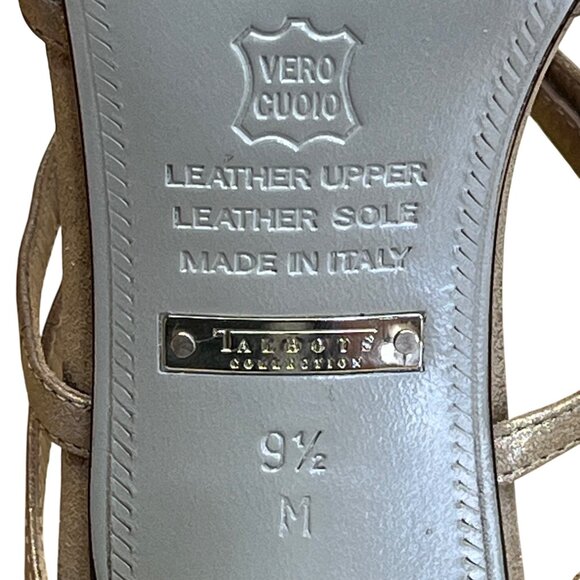 VERO
CUOIO
LEATHER UPPER
LEATHER SOLE
MADE IN ITALY
TALBOTS
COLLECTION
9½
M